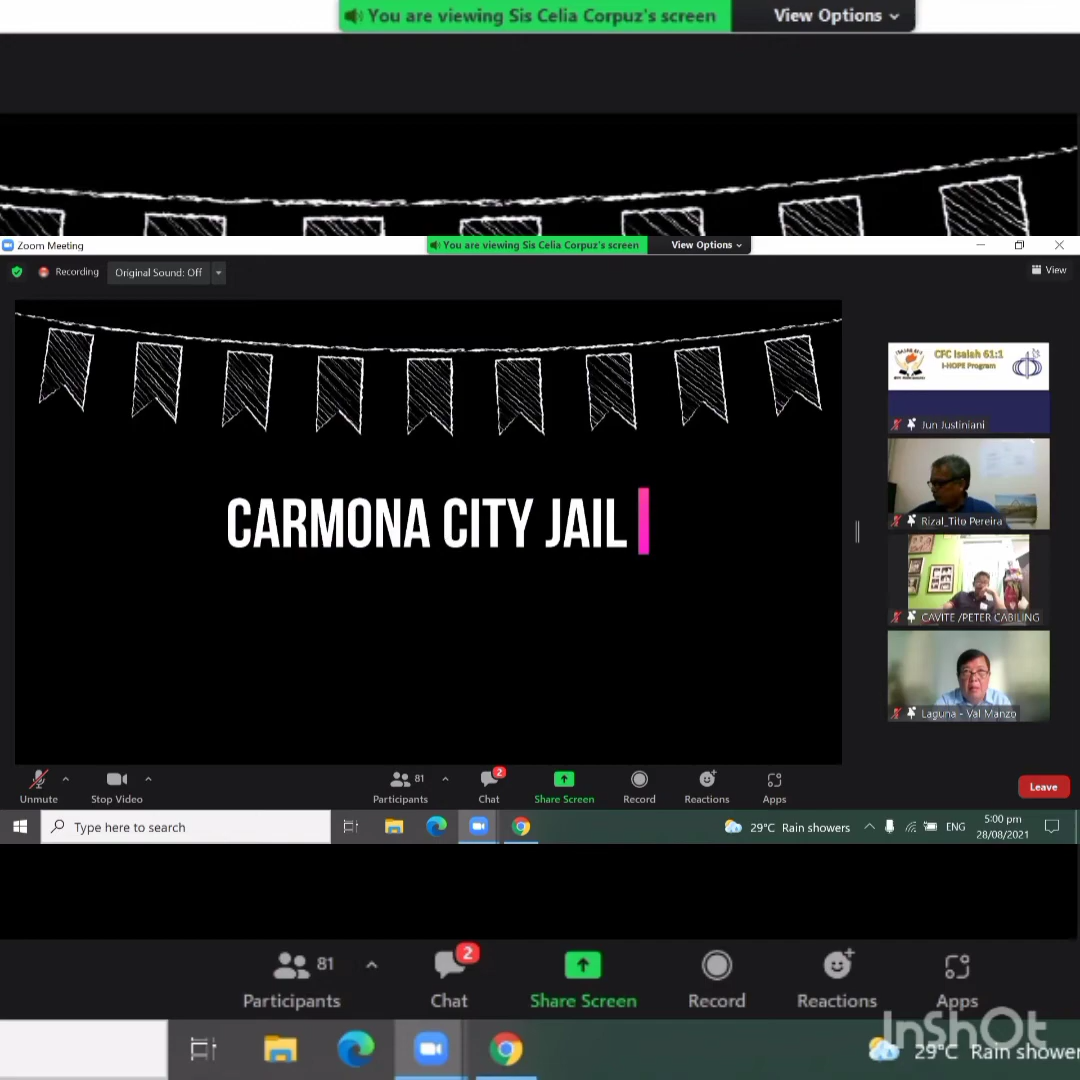 You are viewing Sis Celia Corpuz's screen
View Options
Zoom Meeting
You are viewing Sis Celia Corpuz's screen
View Options
Recording
Original Sound: Off
View
CFC Isaiah 61:1
I-HOPE Program
Jun Justiniani
Rizal_Tito Pereira
CARMONA CITY JAIL
CAVITE /PETER CABILING
Laguna - Val Manzo
81
2
Unmute
Stop Video
Participants
Chat
Share Screen
Record
Reactions
Apps
Leave
Type here to search
29°C Rain showers
ENG
5:00 pm
28/08/2021
81
2
Participants
Chat
Share Screen
Record
Reactions
Apps
InShOt
29°C Rain shower